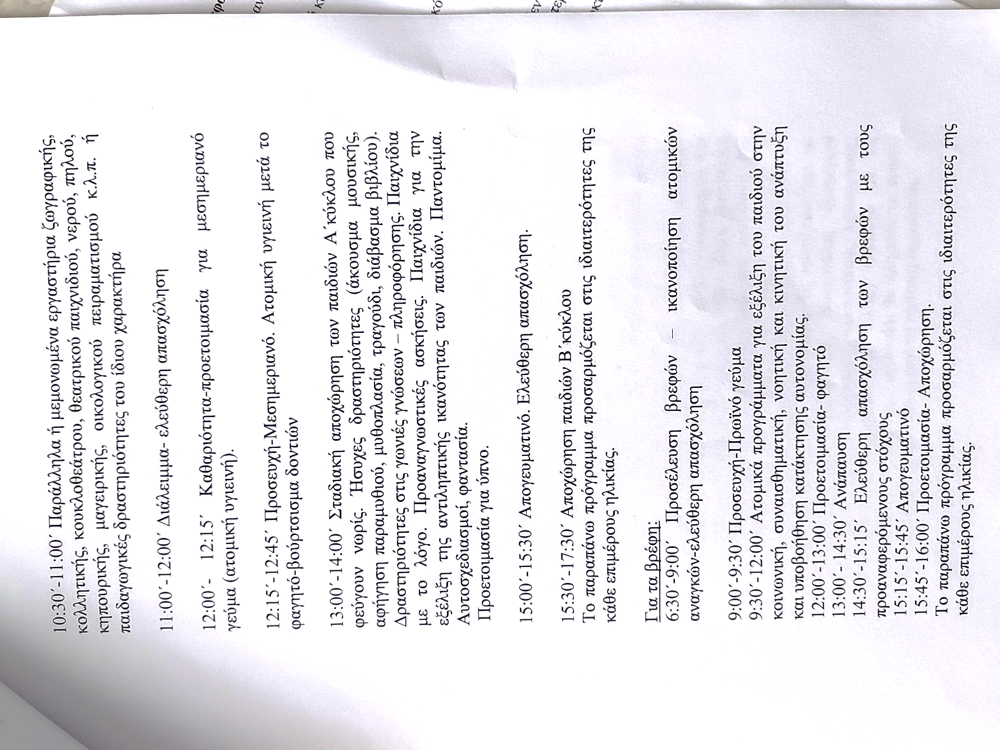 10:30΄-11:00΄ Παράλληλα ή μεμονωμένα εργαστήρια ζωγραφικής,
κολλητικής, κουκλοθεάτρου, θεατρικού παιχνιδιού, νερού, πηλού,
κηπουρικής, μαγειρικής, οικολογικού πειραματισμού κ.λ.π. ή
παιδαγωγικές δραστηριότητες του ίδιου χαρακτήρα
11:00΄-12:00΄ Διάλειμμα- ελεύθερη απασχόληση
12:00΄- 12:15΄ Καθαριότητα-προετοιμασία για μεσημεριανό
γεύμα (ατομική υγιεινή).
12:15΄-12:45΄ Προσευχή-Μεσημεριανό. Ατομική υγιεινή μετά το
φαγητό-βούρτσισμα δοντιών
13:00΄-14:00΄ Σταδιακή αποχώρηση των παιδιών Α΄κύκλου που
φεύγουν νωρίς. Ήσυχες δραστηριότητες (άκουσμα μουσικής,
αφήγηση παραμυθιού, μυθοπλασία, τραγούδι, διάβασμα βιβλίου).
Δραστηριότητες στις γωνιές γνώσεων – πληροφόρησης. Παιχνίδια
με το λόγο. Προαναγνωστικές ασκήσεις. Παιχνίδια για την
εξέλιξη της αντιληπτικής ικανότητας των παιδιών. Παντομίμα.
Αυτοσχεδιασμοί, φαντασία.
Προετοιμασία για ύπνο.
15:00΄-15:30΄ Απογευματινό. Ελεύθερη απασχόληση.
15:30΄-17:30΄ Αποχώρηση παιδιών Β΄κύκλου
Το παραπάνω πρόγραμμα προσαρμόζεται στις ιδιαιτερότητες της
κάθε επιμέρους ηλικίας.
Για τα βρέφη:
6:30΄-9:00΄ Προσέλευση βρεφών – ικανοποίηση ατομικών
αναγκών-ελεύθερη απασχόληση
9:00΄-9:30΄ Προσευχή-Πρωϊνό γεύμα
9:30΄-12:00΄ Ατομικά προγράμματα για εξέλιξη του παιδιού στην
κοινωνική, συναισθηματική, νοητική και κινητική του ανάπτυξη
και υποβοήθηση κατάκτησης αυτονομίας.
12:00΄-13:00΄ Προετοιμασία- φαγητό
13:00΄- 14:30΄ Ανάπαυση
14:30΄-15:15΄ Ελεύθερη απασχόληση των βρεφών με τους
προαναφερόμενους στόχους
15:15΄-15:45΄ Απογευματινό
15:45΄-16:00΄ Προετοιμασία- Αποχώρηση.
Το παραπάνω πρόγραμμα προσαρμόζεται στις ιδιαιτερότητες της
κάθε επιμέρους ηλικίας.